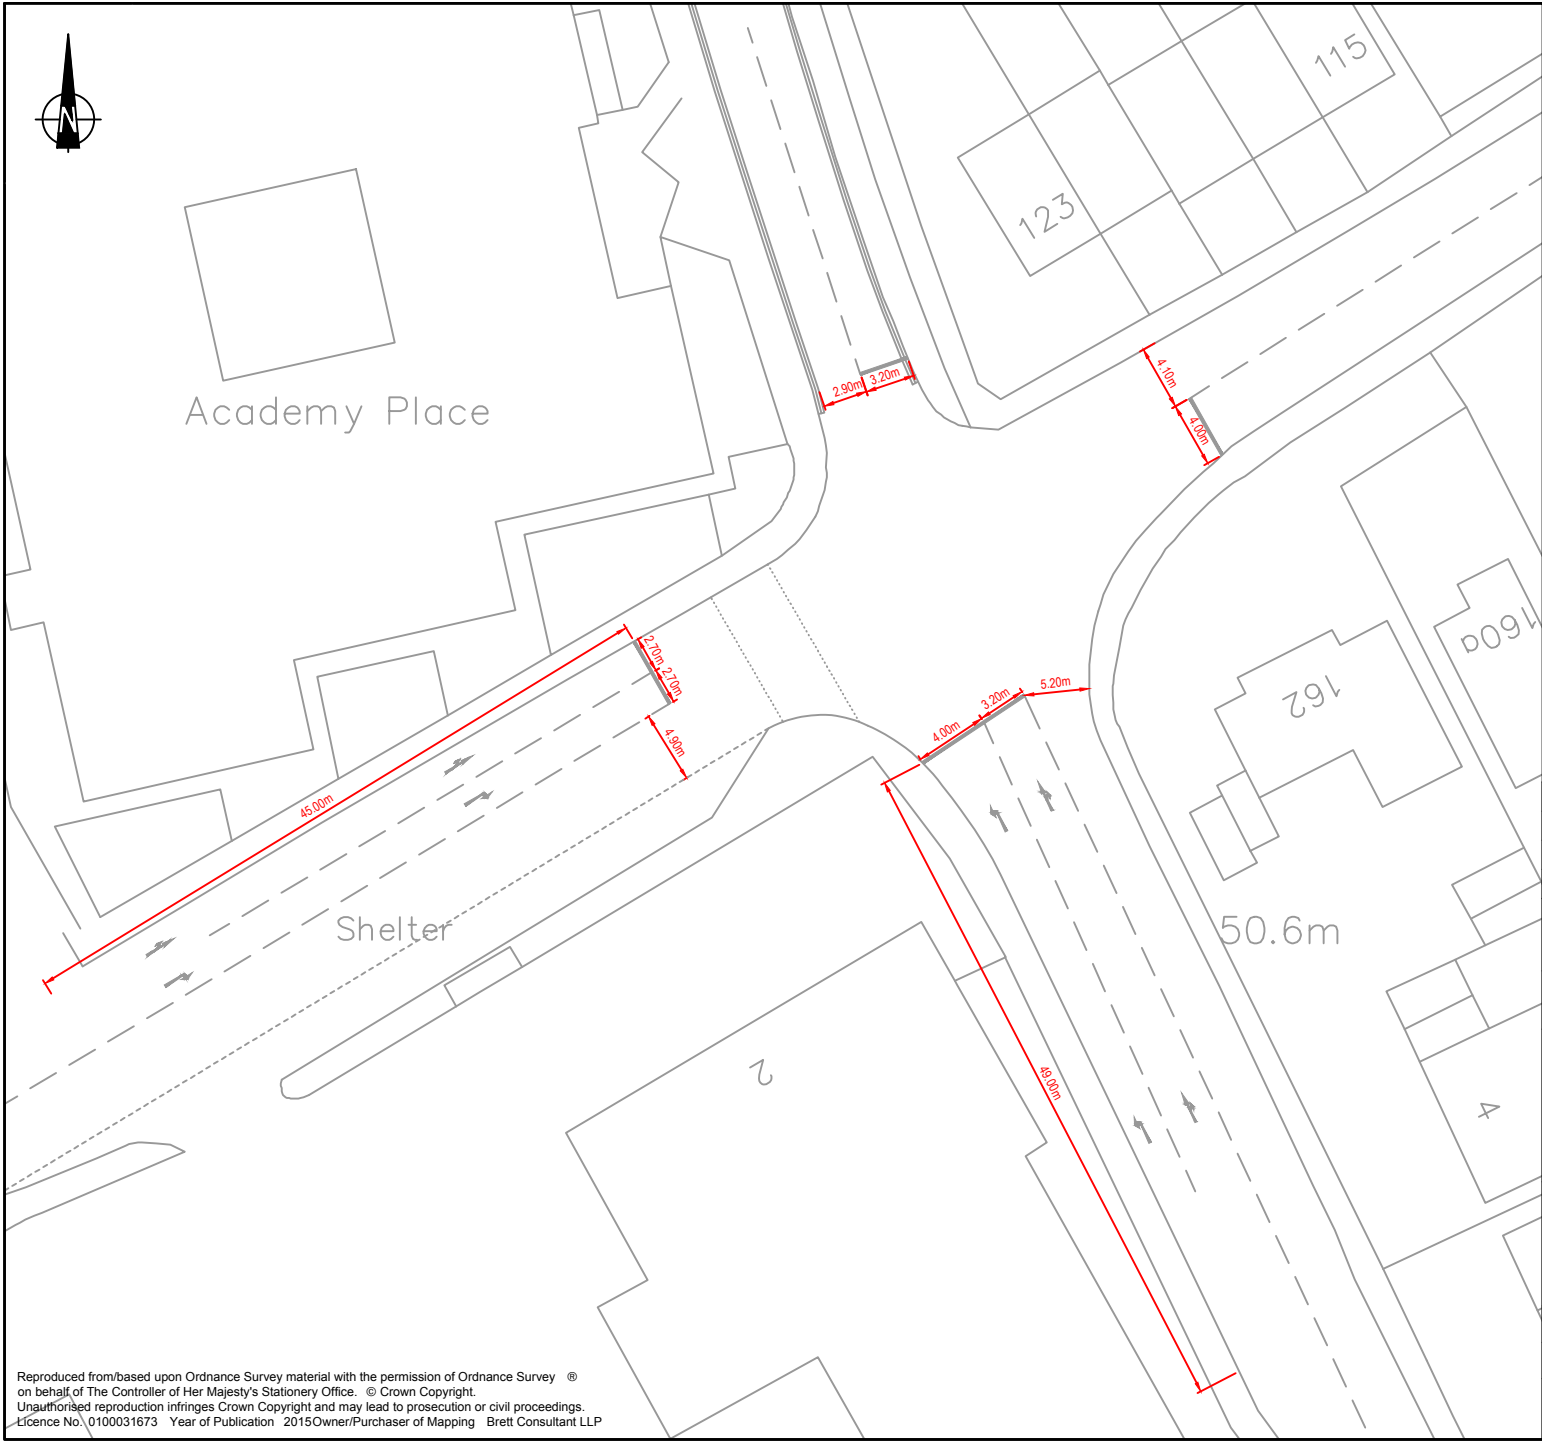 N
115
123
Academy Place
2.90m
3.20m
4.10m
4.00m
160a
2.70m
2.70m
4.90m
5.20m
3.20m
4.00m
162
45.00m
Shelter
50.6m
2
49.00m
4
Reproduced from/based upon Ordnance Survey material with the permission of Ordnance Survey ®
on behalf of The Controller of Her Majesty's Stationery Office. © Crown Copyright.
Unauthorised reproduction infringes Crown Copyright and may lead to prosecution or civil proceedings.
Licence No. 0100031673 Year of Publication 2015Owner/Purchaser of Mapping Brett Consultant LLP